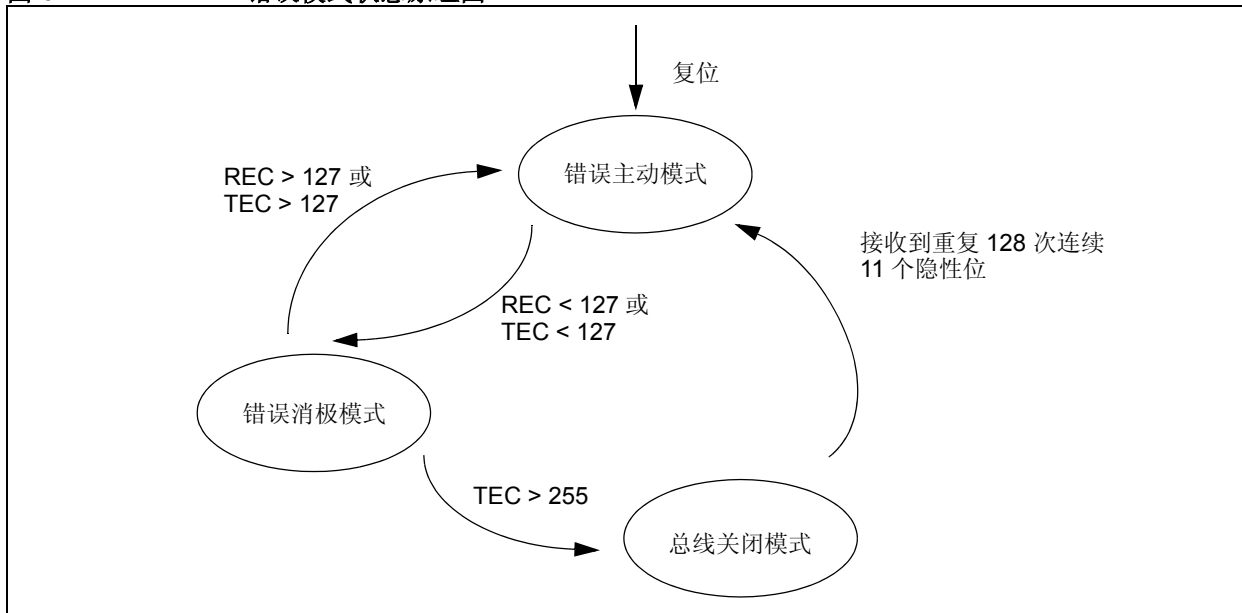 复位
错误主动模式
REC > 127 或
TEC > 127
接收到重复 128 次连续
11 个隐性位
REC < 127 或
TEC < 127
错误消极模式
TEC > 255
总线关闭模式